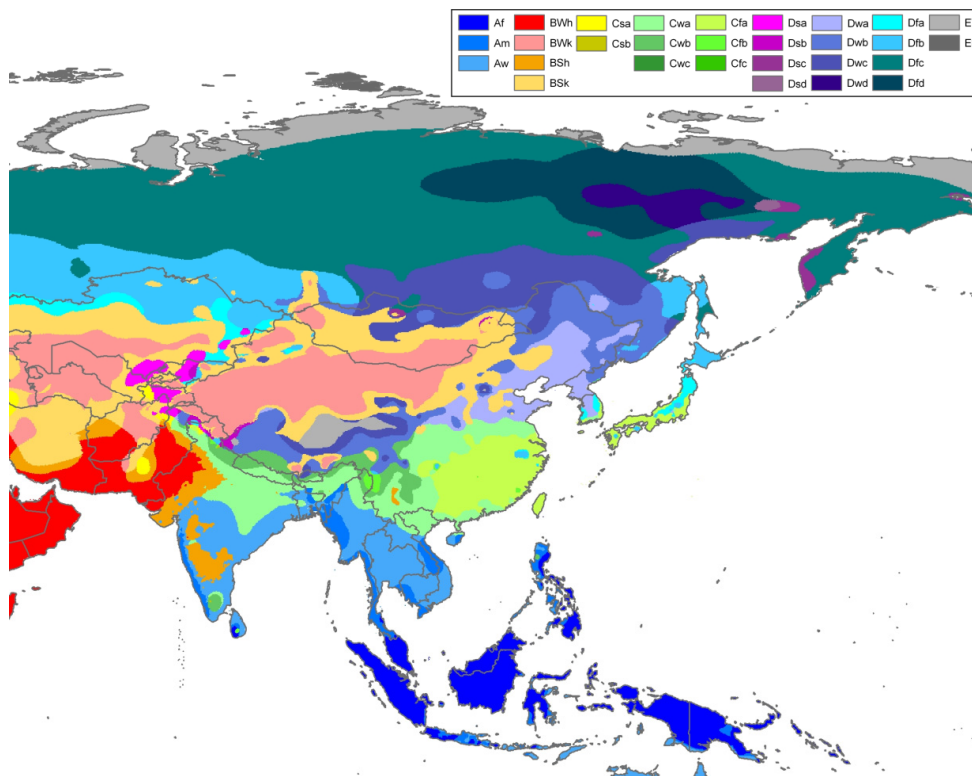 Af BWh Csa Cwa Cfa Dsa Dwa Dfa E
Am BWk Csb Cwb Cfb Dsb Dwb Dfb E
Aw BSh Cwc Cfc Dsc Dwc Dfc
BSk Dsd Dwd Dfd